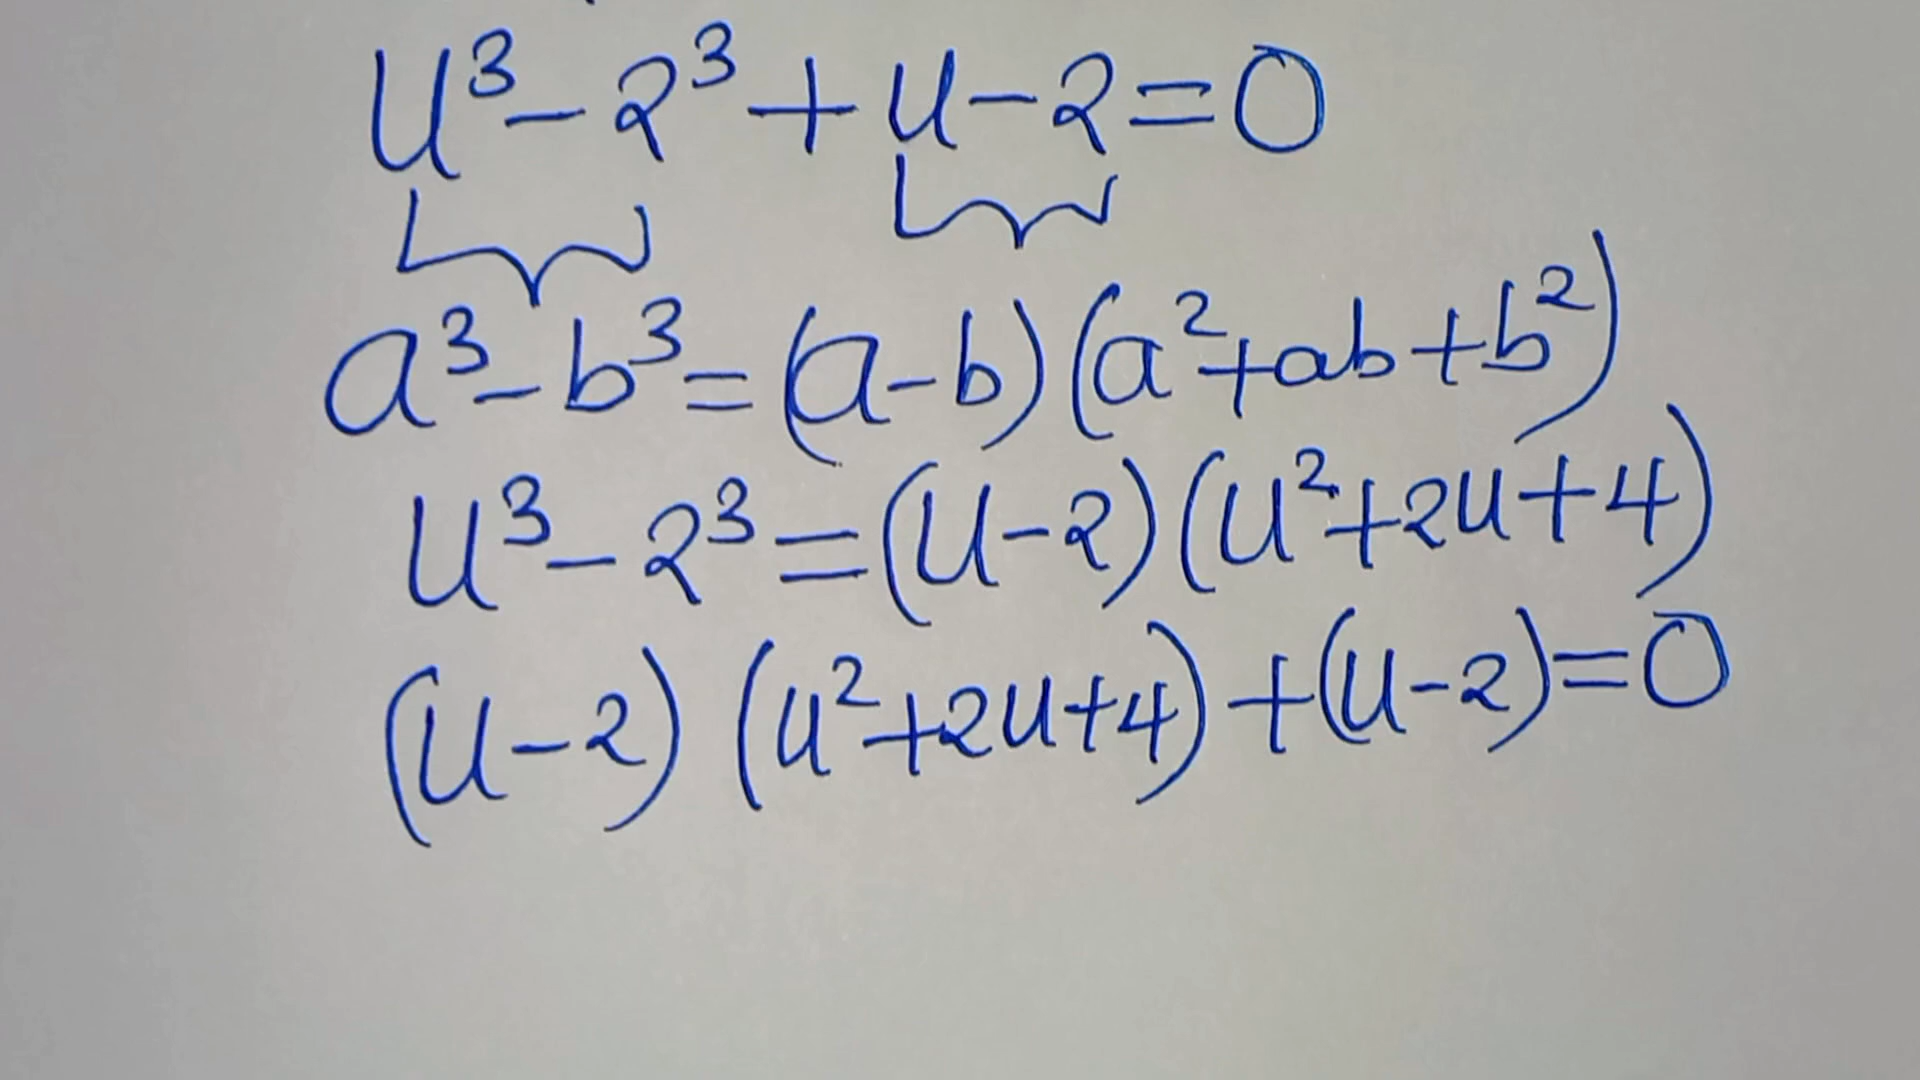 u³-2³+u-2=0
a³-b³=(a-b)(a²+ab+b²)
u³-2³=(u-2)(u²+2u+4)
(u-2)(u²+2u+4)+(u-2)=0